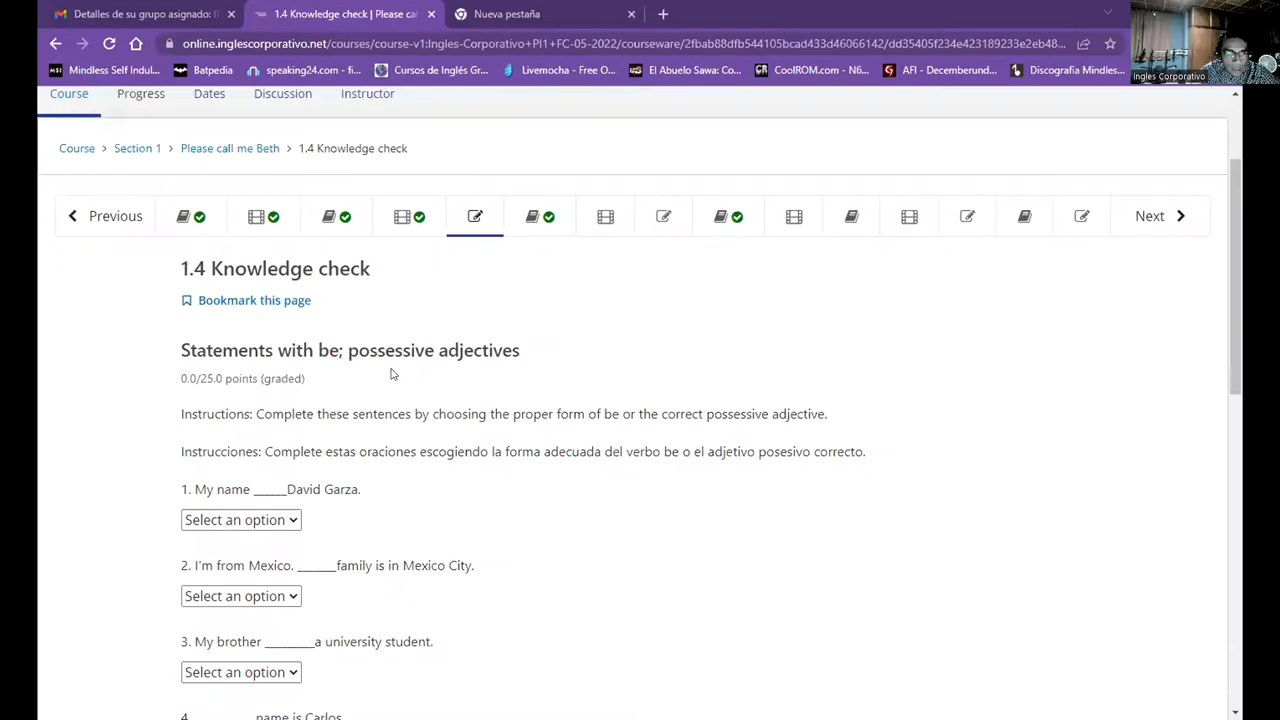 Detalles de su grupo asignado: I
1.4 Knowledge check | Please ca
Nueva pestaña
online.inglescorporativo.net/courses/course-v1:Ingles-Corporativo+PI1+FC-05-2022/courseware/2fbab88dfb544105bcad433d46066142/dd35405f234e423189233e2eb48...
Mindless Self Indul...
Batpedia
speaking24.com - fi...
Cursos de Inglés Gr...
Livemocha - Free O...
El Abuelo Sawa: Co...
CoolROM.com - N6...
AFI - Decemberund...
Discografia Mindles...
Ingles Corporativo
Course Progress Dates Discussion Instructor
Course > Section 1 > Please call me Beth > 1.4 Knowledge check
Previous
Next
1.4 Knowledge check
Bookmark this page
Statements with be; possessive adjectives
0.0/25.0 points (graded)
Instructions: Complete these sentences by choosing the proper form of be or the correct possessive adjective.
Instrucciones: Complete estas oraciones escogiendo la forma adecuada del verbo be o el adjetivo posesivo correcto.
1. My name ______David Garza.
Select an option
2. I'm from Mexico. _______family is in Mexico City.
Select an option
3. My brother _________a university student.
Select an option
4. _________ name is Carlos.